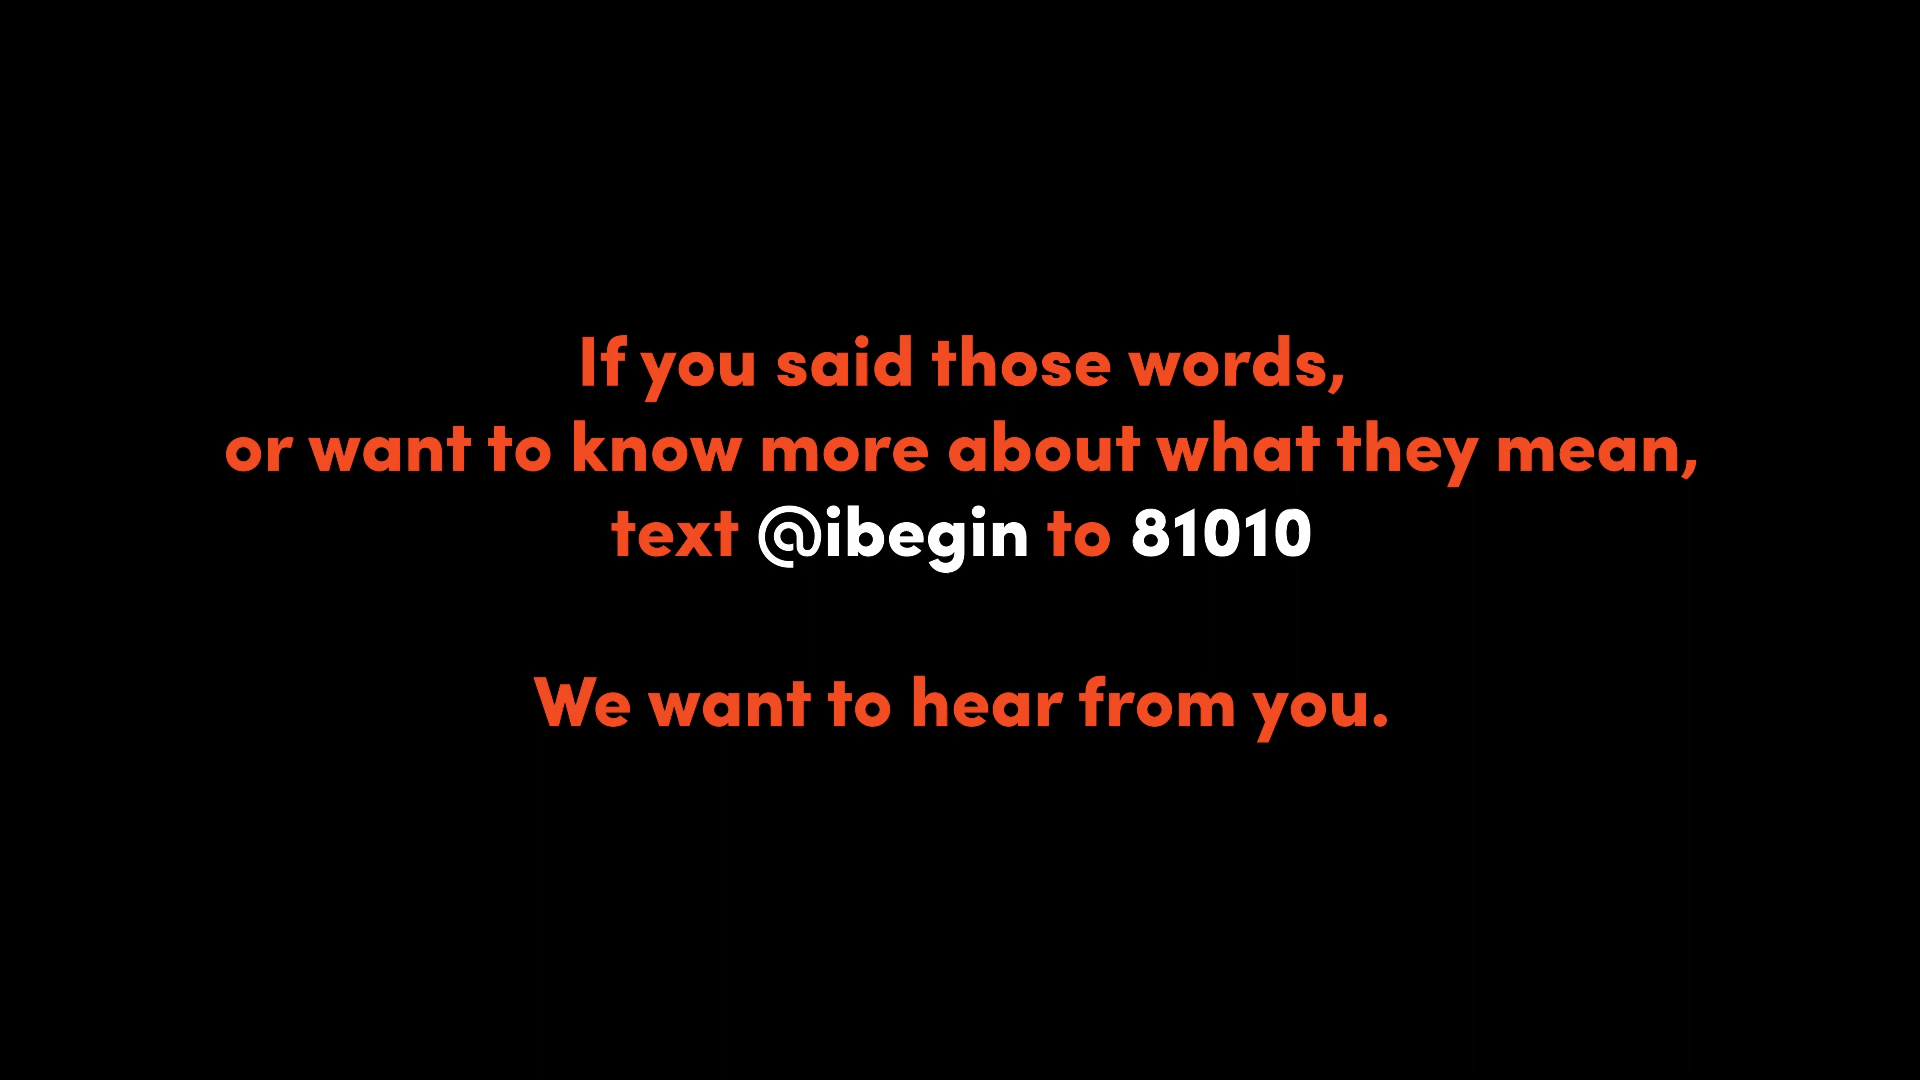 If you said those words,
or want to know more about what they mean,
text @ibegin to 81010
We want to hear from you.